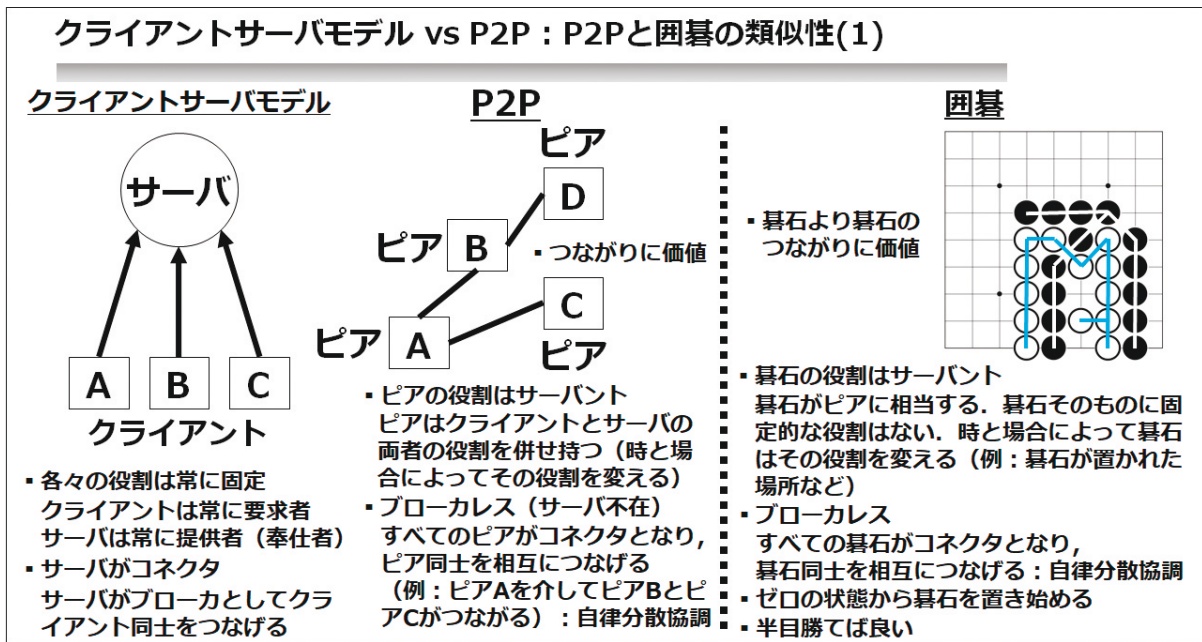 クライアントサーバモデル vs P2P：P2Pと囲碁の類似性(1)
クライアントサーバモデル
サーバ
A
B
C
クライアント
▪ 各々の役割は常に固定
クライアントは常に要求者
サーバは常に提供者（奉仕者）
▪ サーバがコネクタ
サーバがブローカとしてクラ
イアント同士をつなげる
P2P
ピア
D
ピア
B
▪ つながりに価値
C
ピア
A
ピア
▪ ピアの役割はサーバント
ピアはクライアントとサーバの
両者の役割を併せ持つ（時と場
合によってその役割を変える）
▪ ブローカレス（サーバ不在）
すべてのピアがコネクタとなり，
ピア同士を相互につなげる
（例：ピアAを介してピアBとピ
アCがつながる）：自律分散協調
囲碁
▪ 碁石より碁石の
つながりに価値
▪ 碁石の役割はサーバント
碁石がピアに相当する．碁石そのものに固
定的な役割はない．時と場合によって碁石
はその役割を変える（例：碁石が置かれた
場所など）
▪ ブローカレス
すべての碁石がコネクタとなり，
碁石同士を相互につなげる：自律分散協調
▪ ゼロの状態から碁石を置き始める
▪ 半目勝てば良い